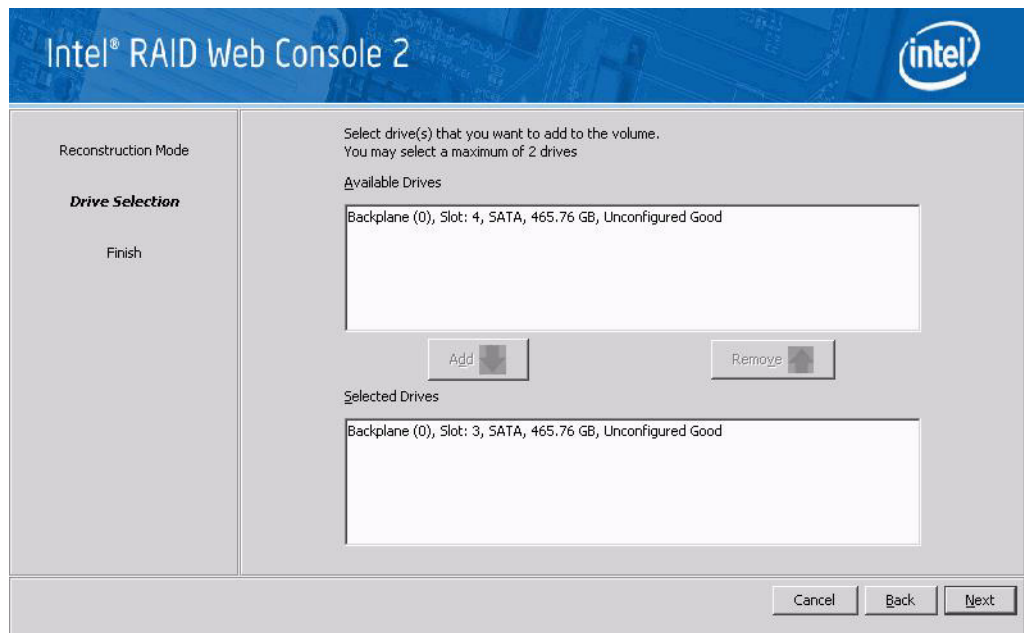 Intel® RAID Web Console 2
intel
Reconstruction Mode
Drive Selection
Finish
Select drive(s) that you want to add to the volume.
You may select a maximum of 2 drives
Available Drives
Backplane (0), Slot: 4, SATA, 465.76 GB, Unconfigured Good
Add
Remove
Selected Drives
Backplane (0), Slot: 3, SATA, 465.76 GB, Unconfigured Good
Cancel
Back
Next